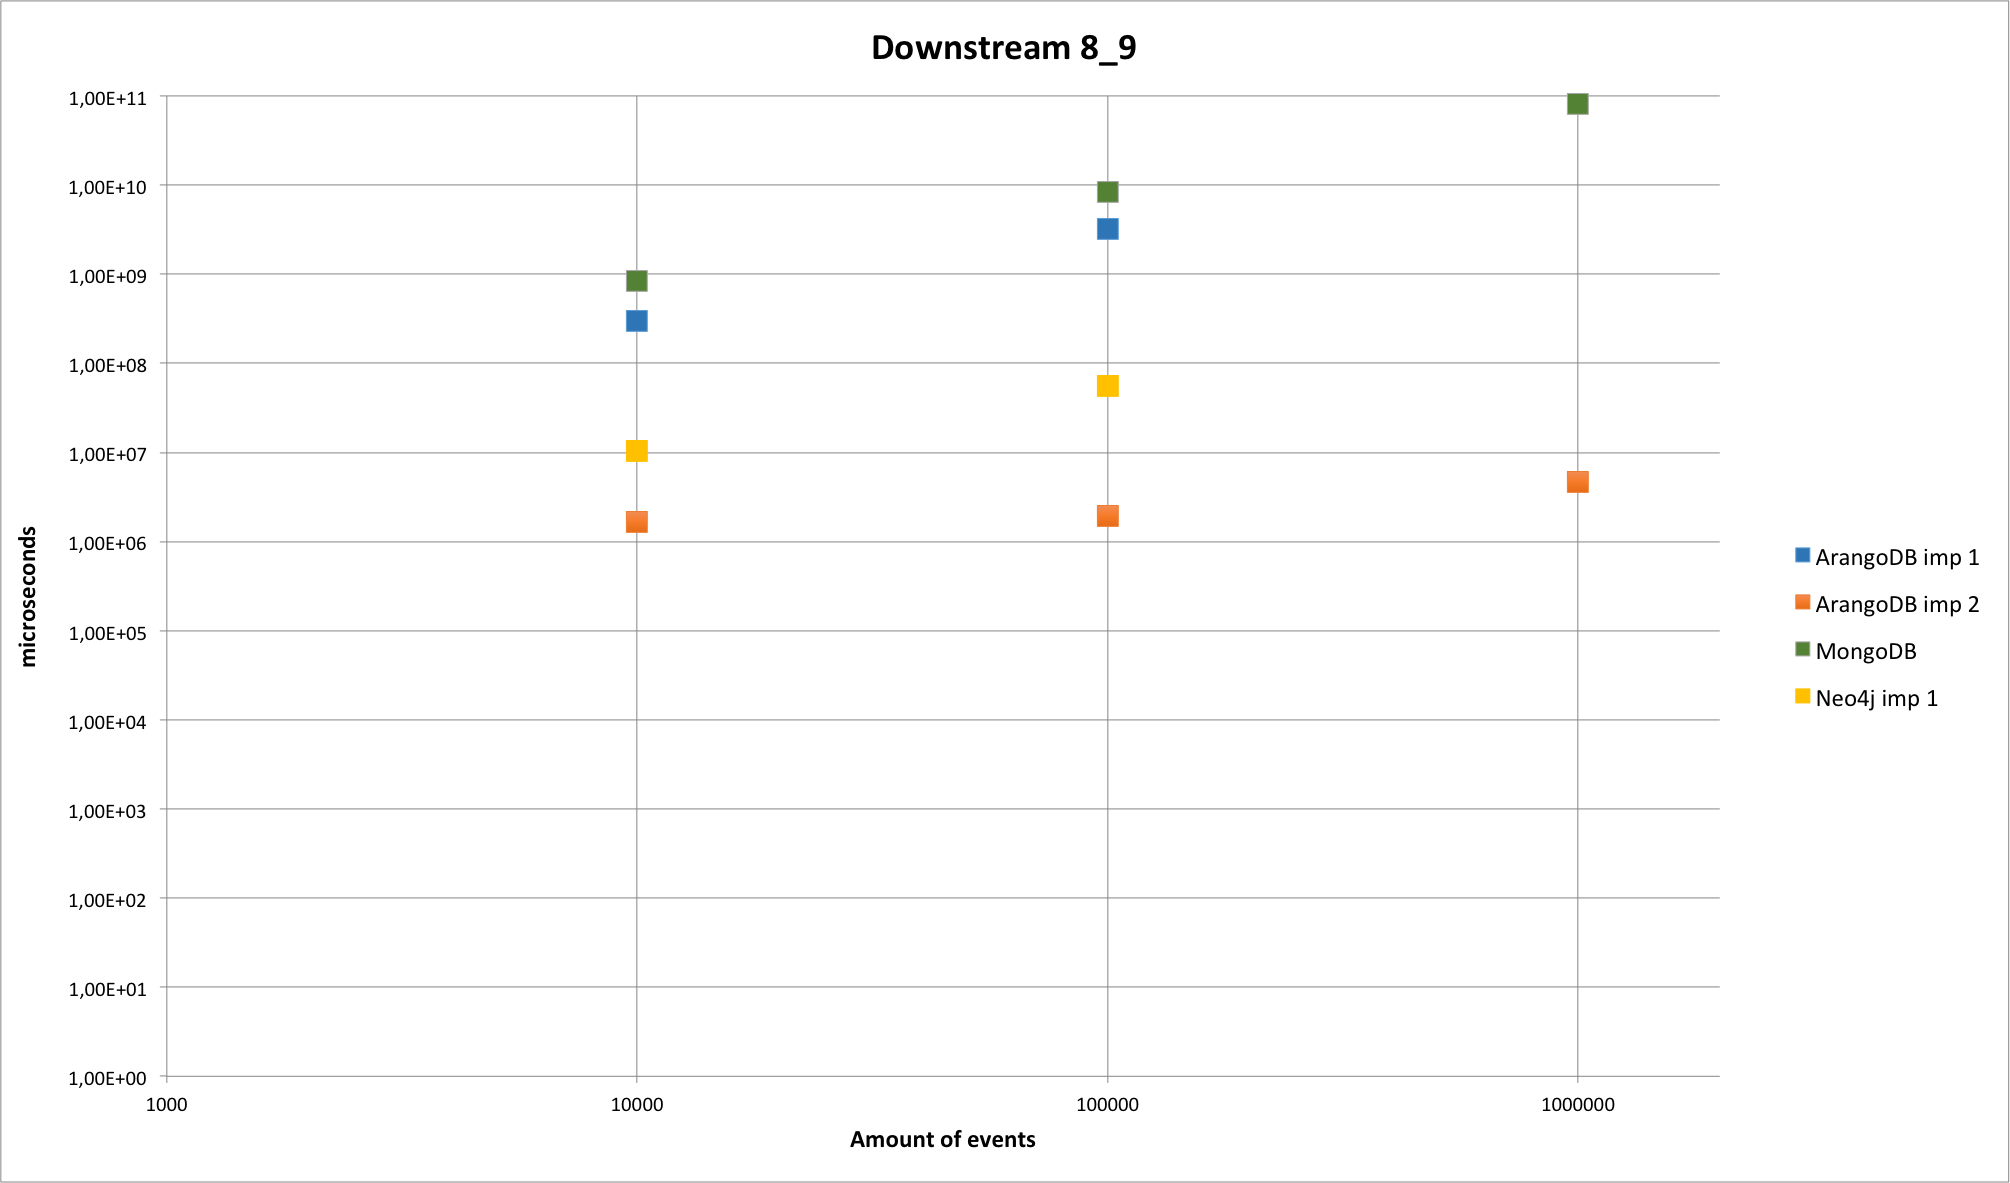 Downstream 8_9
1,00E+11
1,00E+10
1,00E+09
1,00E+08
1,00E+07
1,00E+06
1,00E+05
1,00E+04
1,00E+03
1,00E+02
1,00E+01
1,00E+00
microseconds
1000
10000
100000
1000000
Amount of events
ArangoDB imp 1
ArangoDB imp 2
MongoDB
Neo4j imp 1